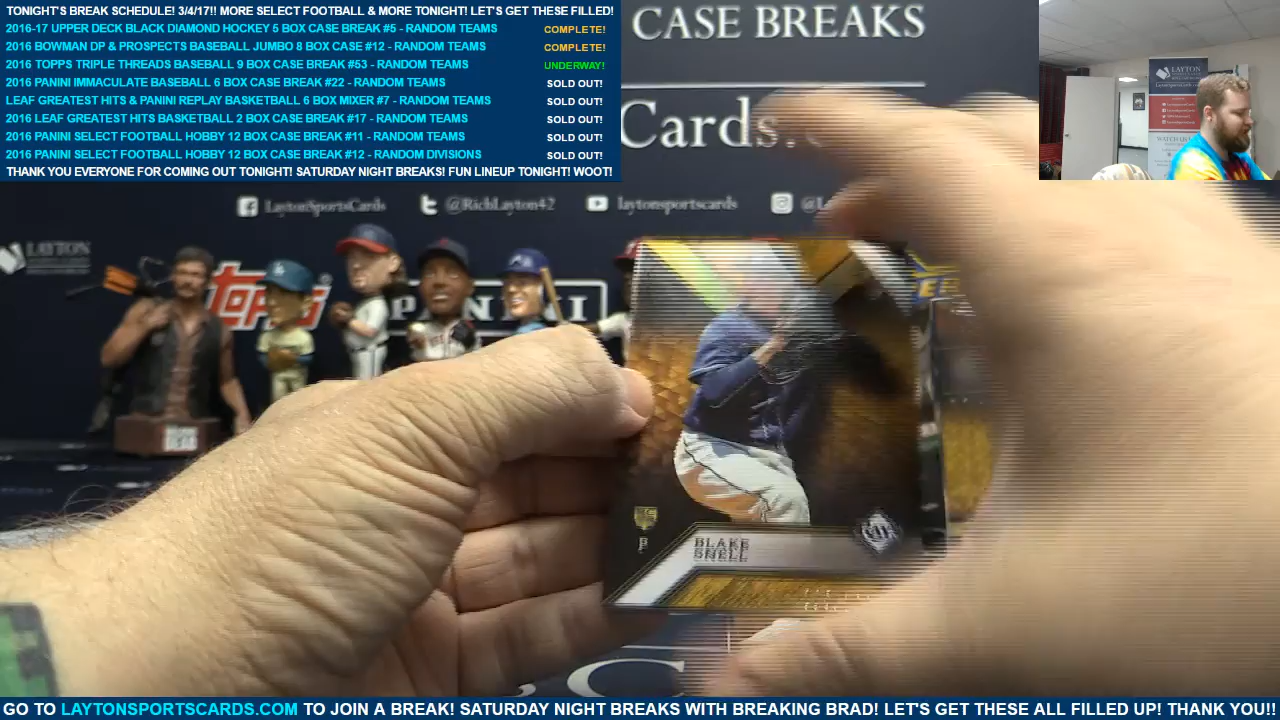 TONIGHT'S BREAK SCHEDULE! 3/4/17!! MORE SELECT FOOTBALL & MORE TONIGHT! LET'S GET THESE FILLED!
2016-17 UPPER DECK BLACK DIAMOND HOCKEY 5 BOX CASE BREAK #5 - RANDOM TEAMS COMPLETE!
2016 BOWMAN DP & PROSPECTS BASEBALL JUMBO 8 BOX CASE #12 - RANDOM TEAMS COMPLETE!
2016 TOPPS TRIPLE THREADS BASEBALL 9 BOX CASE BREAK #53 - RANDOM TEAMS UNDERWAY!
2016 PANINI IMMACULATE BASEBALL 6 BOX CASE BREAK #22 - RANDOM TEAMS SOLD OUT!
LEAF GREATEST HITS & PANINI REPLAY BASKETBALL 6 BOX MIXER #7 - RANDOM TEAMS SOLD OUT!
2016 LEAF GREATEST HITS BASKETBALL 2 BOX CASE BREAK #17 - RANDOM TEAMS SOLD OUT!
2016 PANINI SELECT FOOTBALL HOBBY 12 BOX CASE BREAK #11 - RANDOM TEAMS SOLD OUT!
2016 PANINI SELECT FOOTBALL HOBBY 12 BOX CASE BREAK #12 - RANDOM DIVISIONS SOLD OUT!
THANK YOU EVERYONE FOR COMING OUT TONIGHT! SATURDAY NIGHT BREAKS! FUN LINEUP TONIGHT! WOOT!
CASE BREAKS
Cards.
LaytonSportsCards @RichLayton42 laytonsportscards
LAYTON
LAYTON
TOPPS PANINI
BLAKE
SNELL
GO TO LAYTONSPORTSCARDS.COM TO JOIN A BREAK! SATURDAY NIGHT BREAKS WITH BREAKING BRAD! LET'S GET THESE ALL FILLED UP! THANK YOU!!